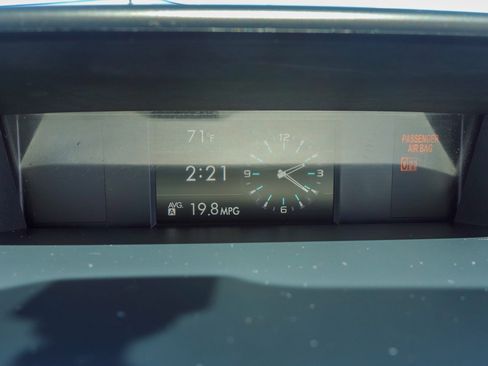 71°F
2:21
AVG.
A
19.8 MPG
12
3
6
9
PASSENGER
AIR BAG
OFF